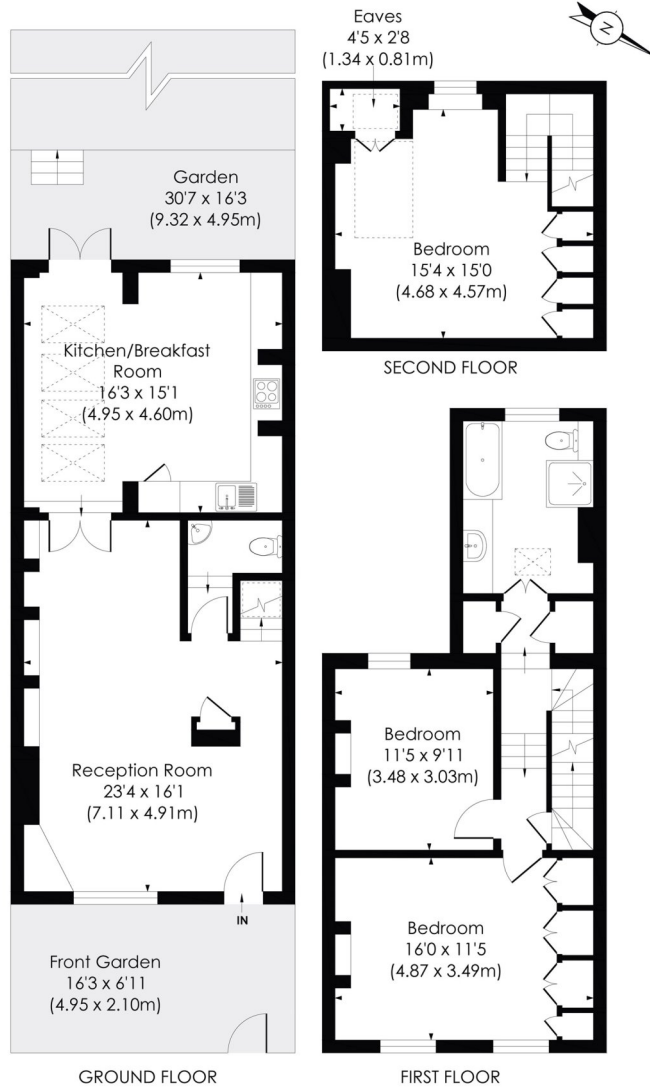 Eaves
4'5 x 2'8
(1.34 x 0.81m)
N
Garden
30'7 x 16'3
(9.32 x 4.95m)
Bedroom
15'4 x 15'0
(4.68 x 4.57m)
SECOND FLOOR
Kitchen/Breakfast
Room
16'3 x 15'1
(4.95 x 4.60m)
Reception Room
23'4 x 16'1
(7.11 x 4.91m)
IN
Front Garden
16'3 x 6'11
(4.95 x 2.10m)
GROUND FLOOR
Bedroom
11'5 x 9'11
(3.48 x 3.03m)
Bedroom
16'0 x 11'5
(4.87 x 3.49m)
FIRST FLOOR